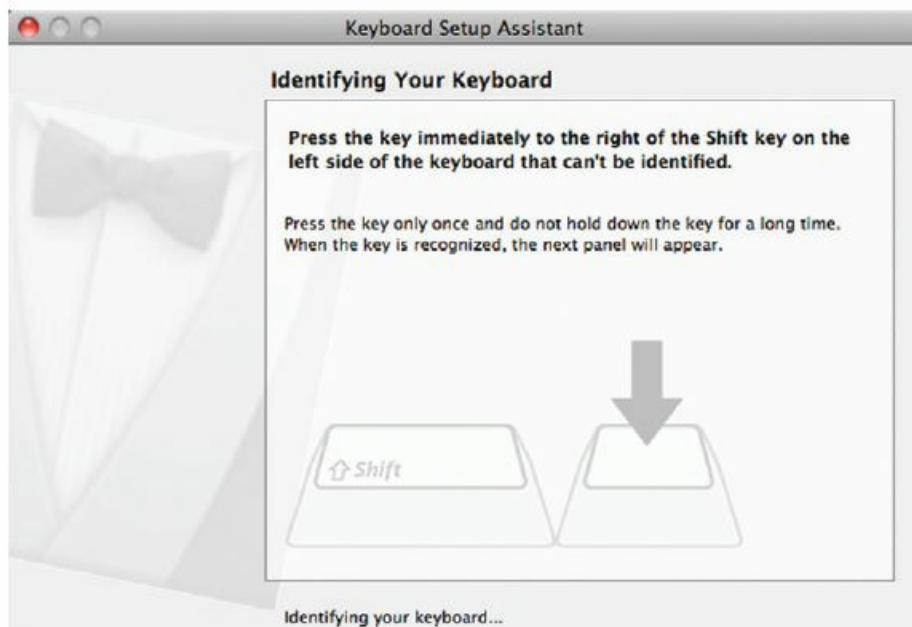 Keyboard Setup Assistant
Identifying Your Keyboard
Press the key immediately to the right of the Shift key on the
left side of the keyboard that can't be identified.
Press the key only once and do not hold down the key for a long time.
When the key is recognized, the next panel will appear.
Shift
Identifying your keyboard...